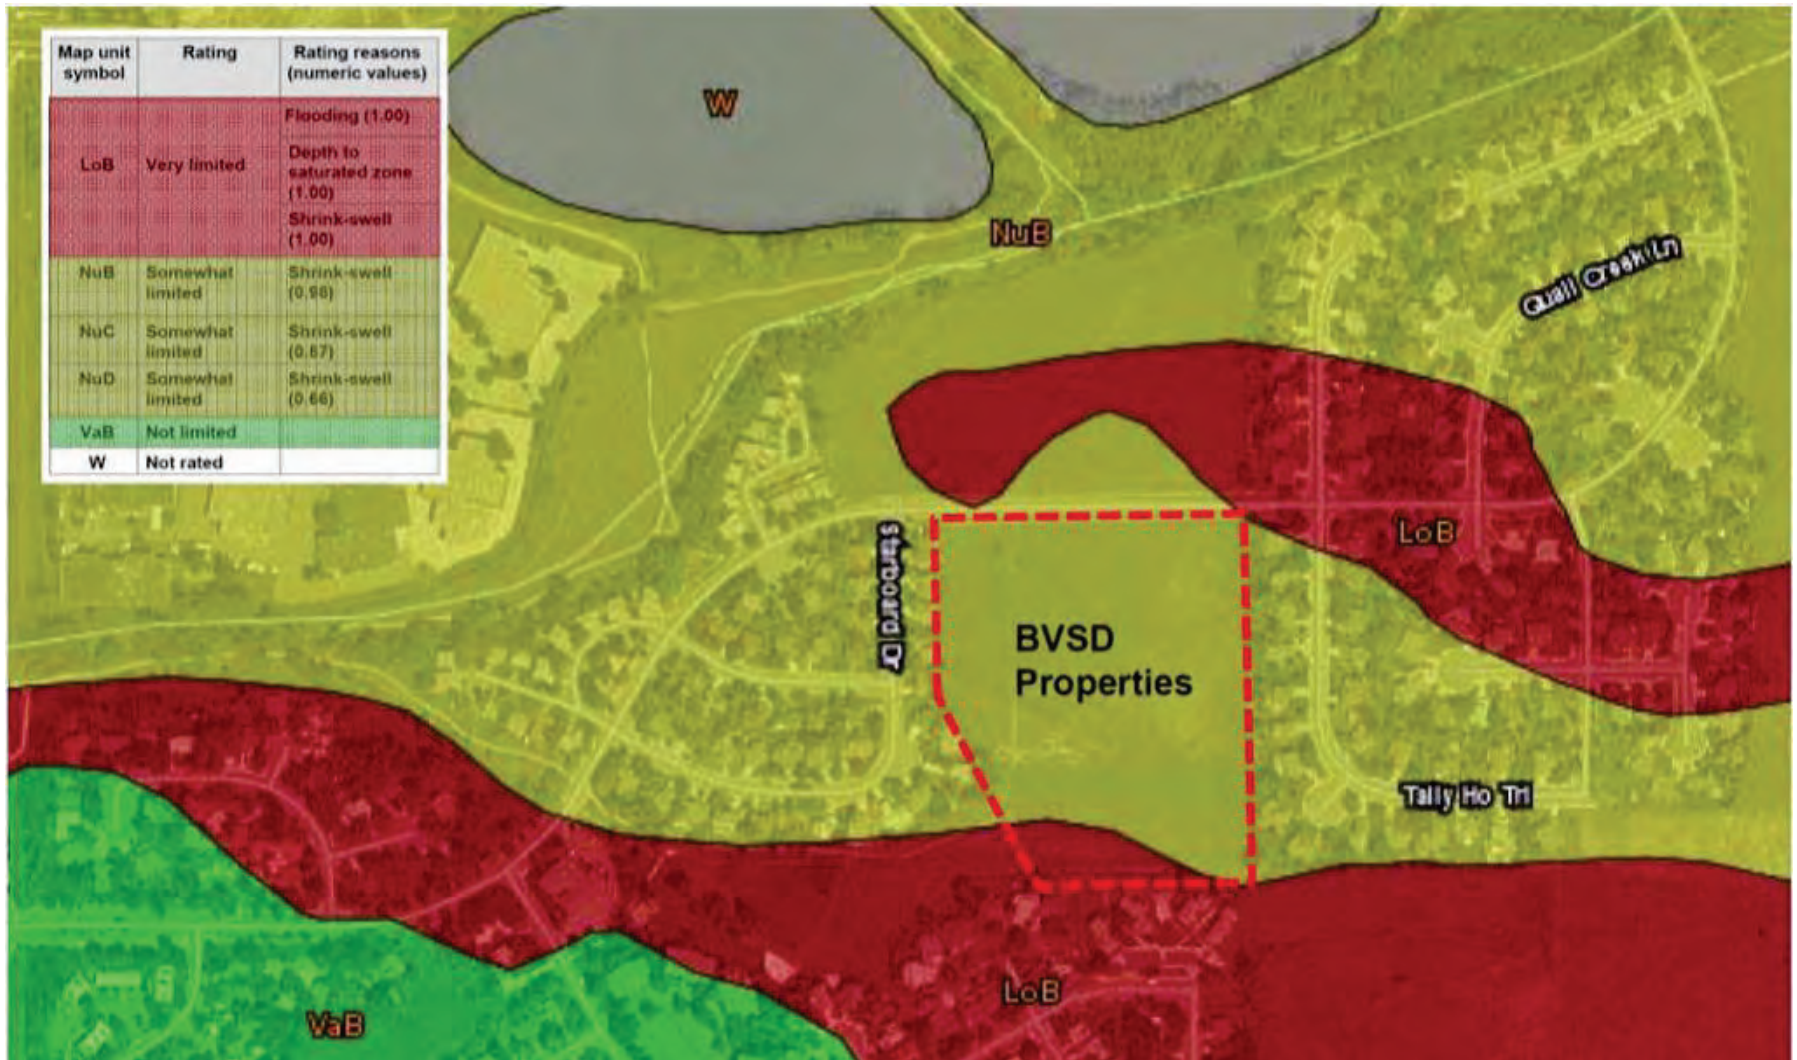 Map unit
symbol
Rating
Rating reasons
(numeric values)
LoB
Very limited
Flooding (1.00)
Depth to
saturated zone
(1.00)
Shrink-swell
(1.00)
NuB
Somewhat
limited
Shrink-swell
(0.98)
NuC
Somewhat
limited
Shrink-swell
(0.67)
NuD
Somewhat
limited
Shrink-swell
(0.66)
VaB
Not limited
W
Not rated
W
NuB
Quail Creek Ln
LoB
Starboard Dr
BVSD
Properties
Tally Ho Trl
LoB
VaB